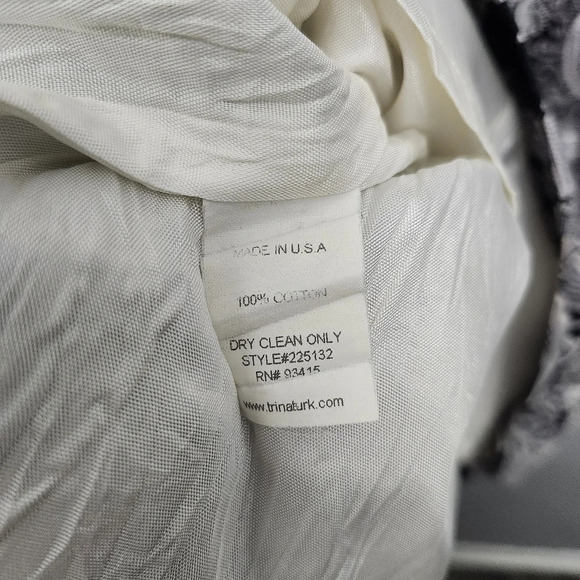 MADE IN U.S.A
100% COTTON
DRY CLEAN ONLY
STYLE#225132
RN# 93415
www.trinaturk.com